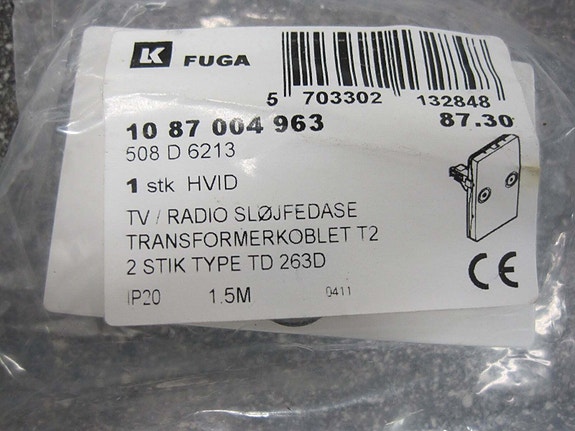 LK FUGA
5 703302 132848
10 87 004 963 87.30
508 D 6213
1 stk HVID
TV / RADIO SLØJFEDASE
TRANSFORMERKOBLET T2
2 STIK TYPE TD 263D
IP20 1.5M 0411
CE